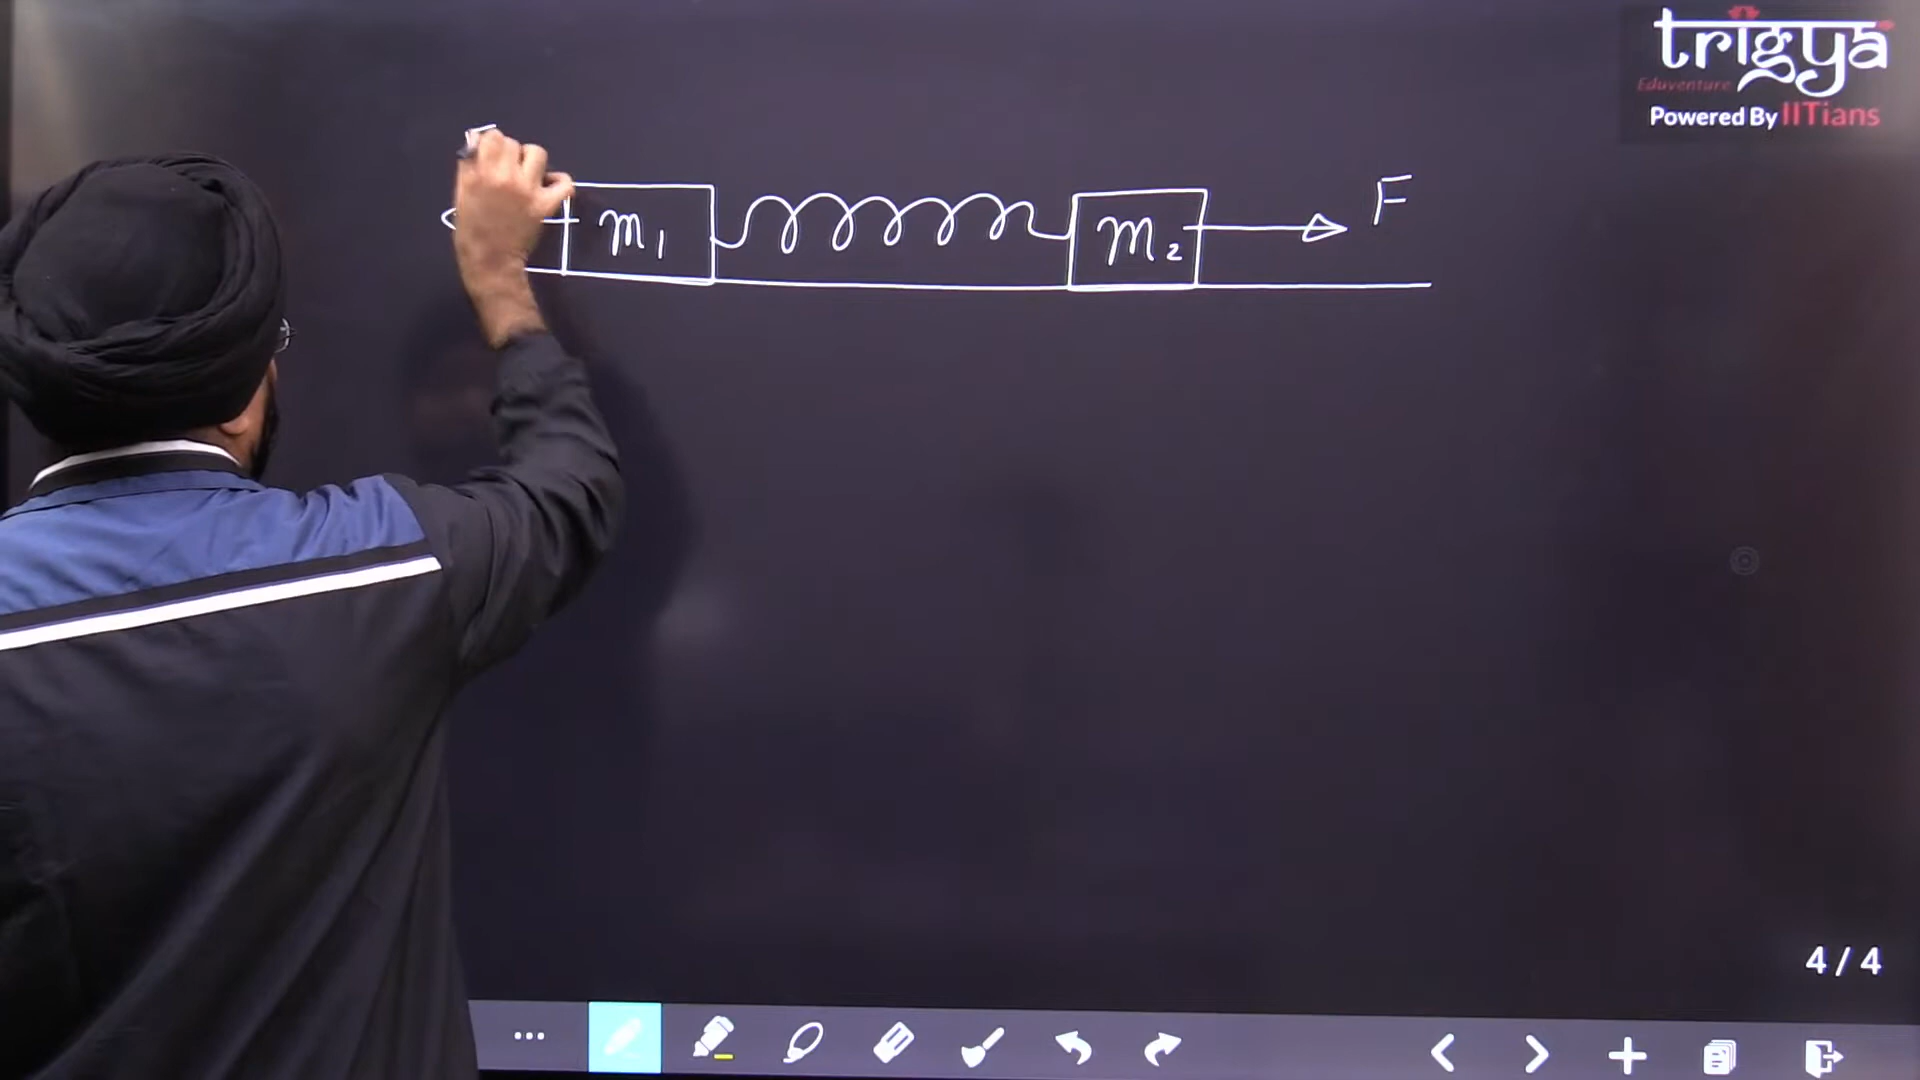 trigya
Eduventure
Powered By IITians
F
m₁ m₂
F
4 / 4